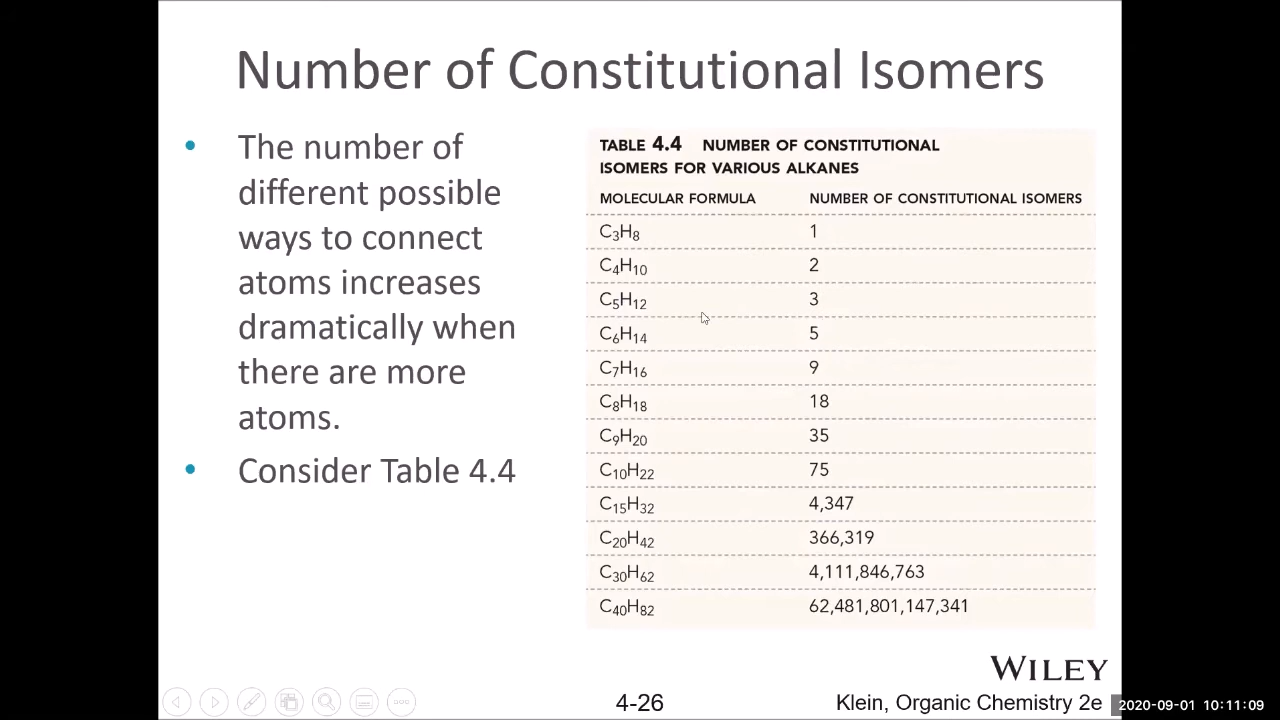 Number of Constitutional Isomers
• The number of
different possible
ways to connect
atoms increases
dramatically when
there are more
atoms.
• Consider Table 4.4
TABLE 4.4 NUMBER OF CONSTITUTIONAL
ISOMERS FOR VARIOUS ALKANES
MOLECULAR FORMULA NUMBER OF CONSTITUTIONAL ISOMERS
C₃H₈ 1
C₄H₁₀ 2
C₅H₁₂ 3
C₆H₁₄ 5
C₇H₁₆ 9
C₈H₁₈ 18
C₉H₂₀ 35
C₁₀H₂₂ 75
C₁₅H₃₂ 4,347
C₂₀H₄₂ 366,319
C₃₀H₆₂ 4,111,846,763
C₄₀H₈₂ 62,481,801,147,341
WILEY
4-26
Klein, Organic Chemistry 2e
2020-09-01 10:11:09